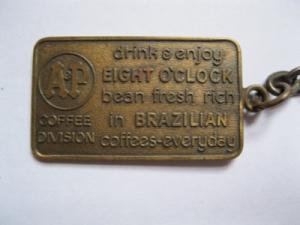 A&P
COFFEE
DIVISION
drink & enjoy
EIGHT O'CLOCK
bean fresh rich
in BRAZILIAN
coffees-everyday